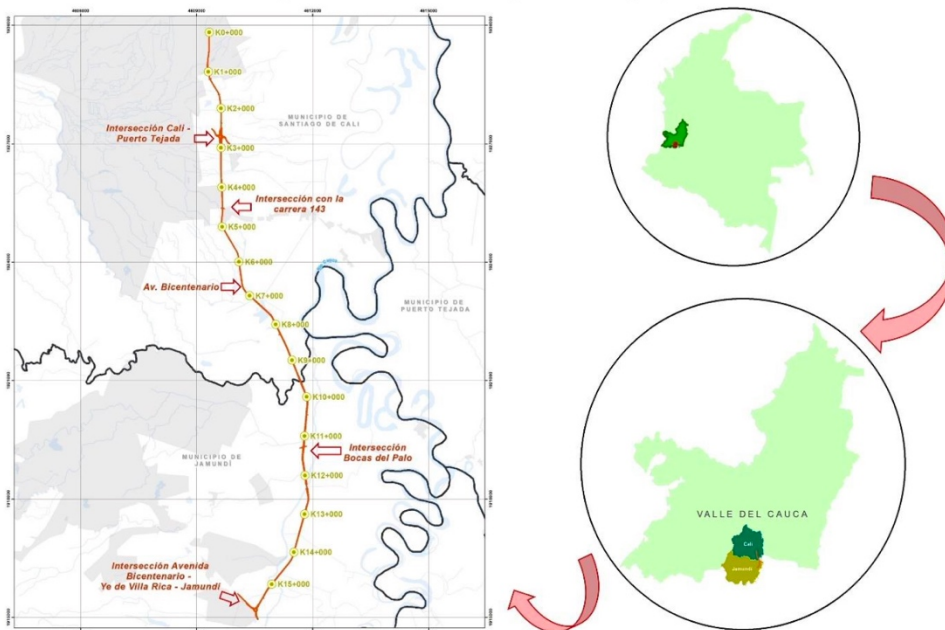 K0+000
K1+000
K2+000
MUNICIPIO DE
SANTIAGO DE CALI
Intersección Cali -
Puerto Tejada
K3+000
K4+000
Intersección con la
carrera 143
K5+000
K6+000
Av. Bicentenario
K7+000
MUNICIPIO DE
PUERTO TEJADA
K8+000
K9+000
K10+000
K11+000
Intersección
Bocas del Palo
MUNICIPIO DE
JAMUNDÍ
K12+000
K13+000
K14+000
Intersección Avenida
Bicentenario -
Ye de Villa Rica - Jamundí
K15+000
VALLE DEL CAUCA
Cali
Jamundí